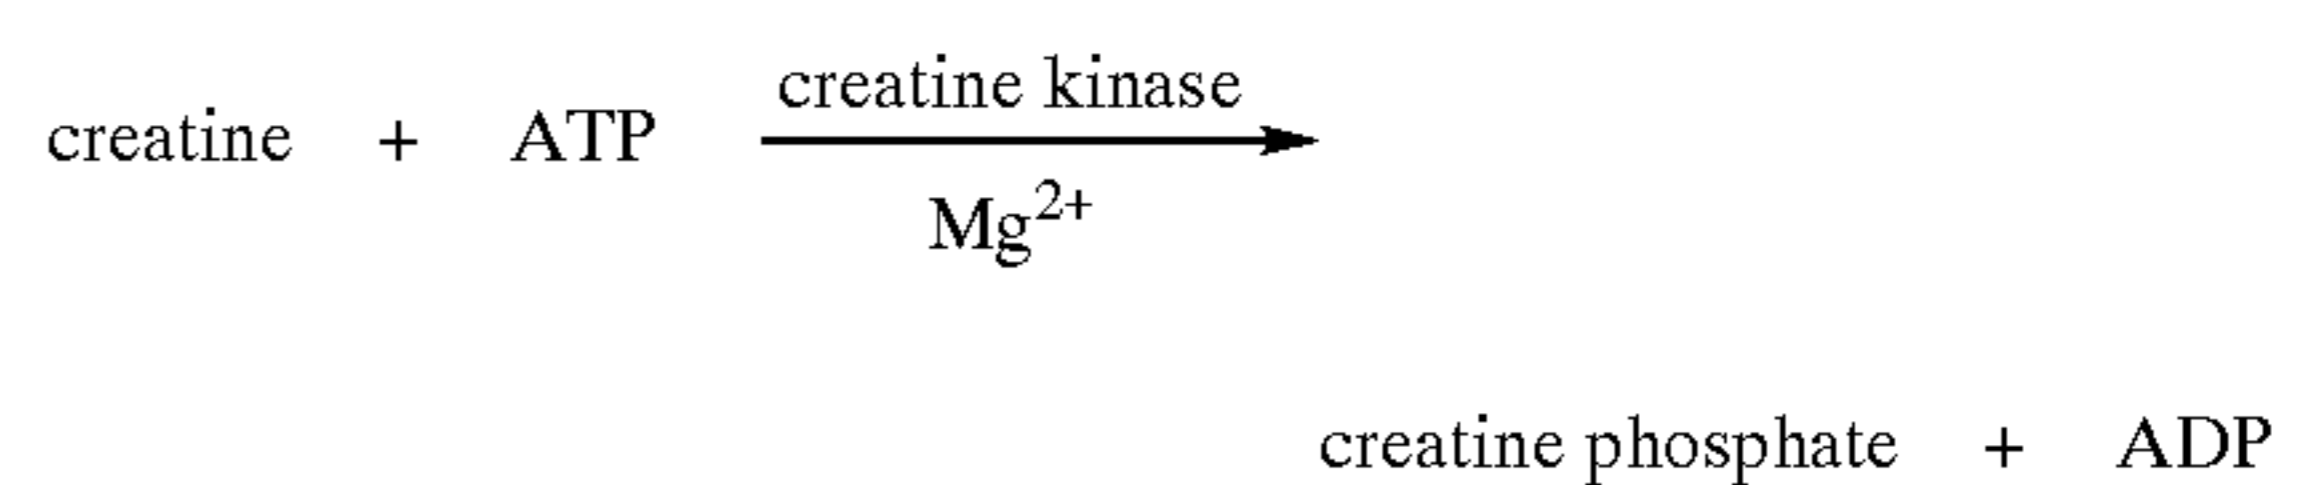 creatine kinase
creatine + ATP
Mg²⁺
creatine phosphate + ADP